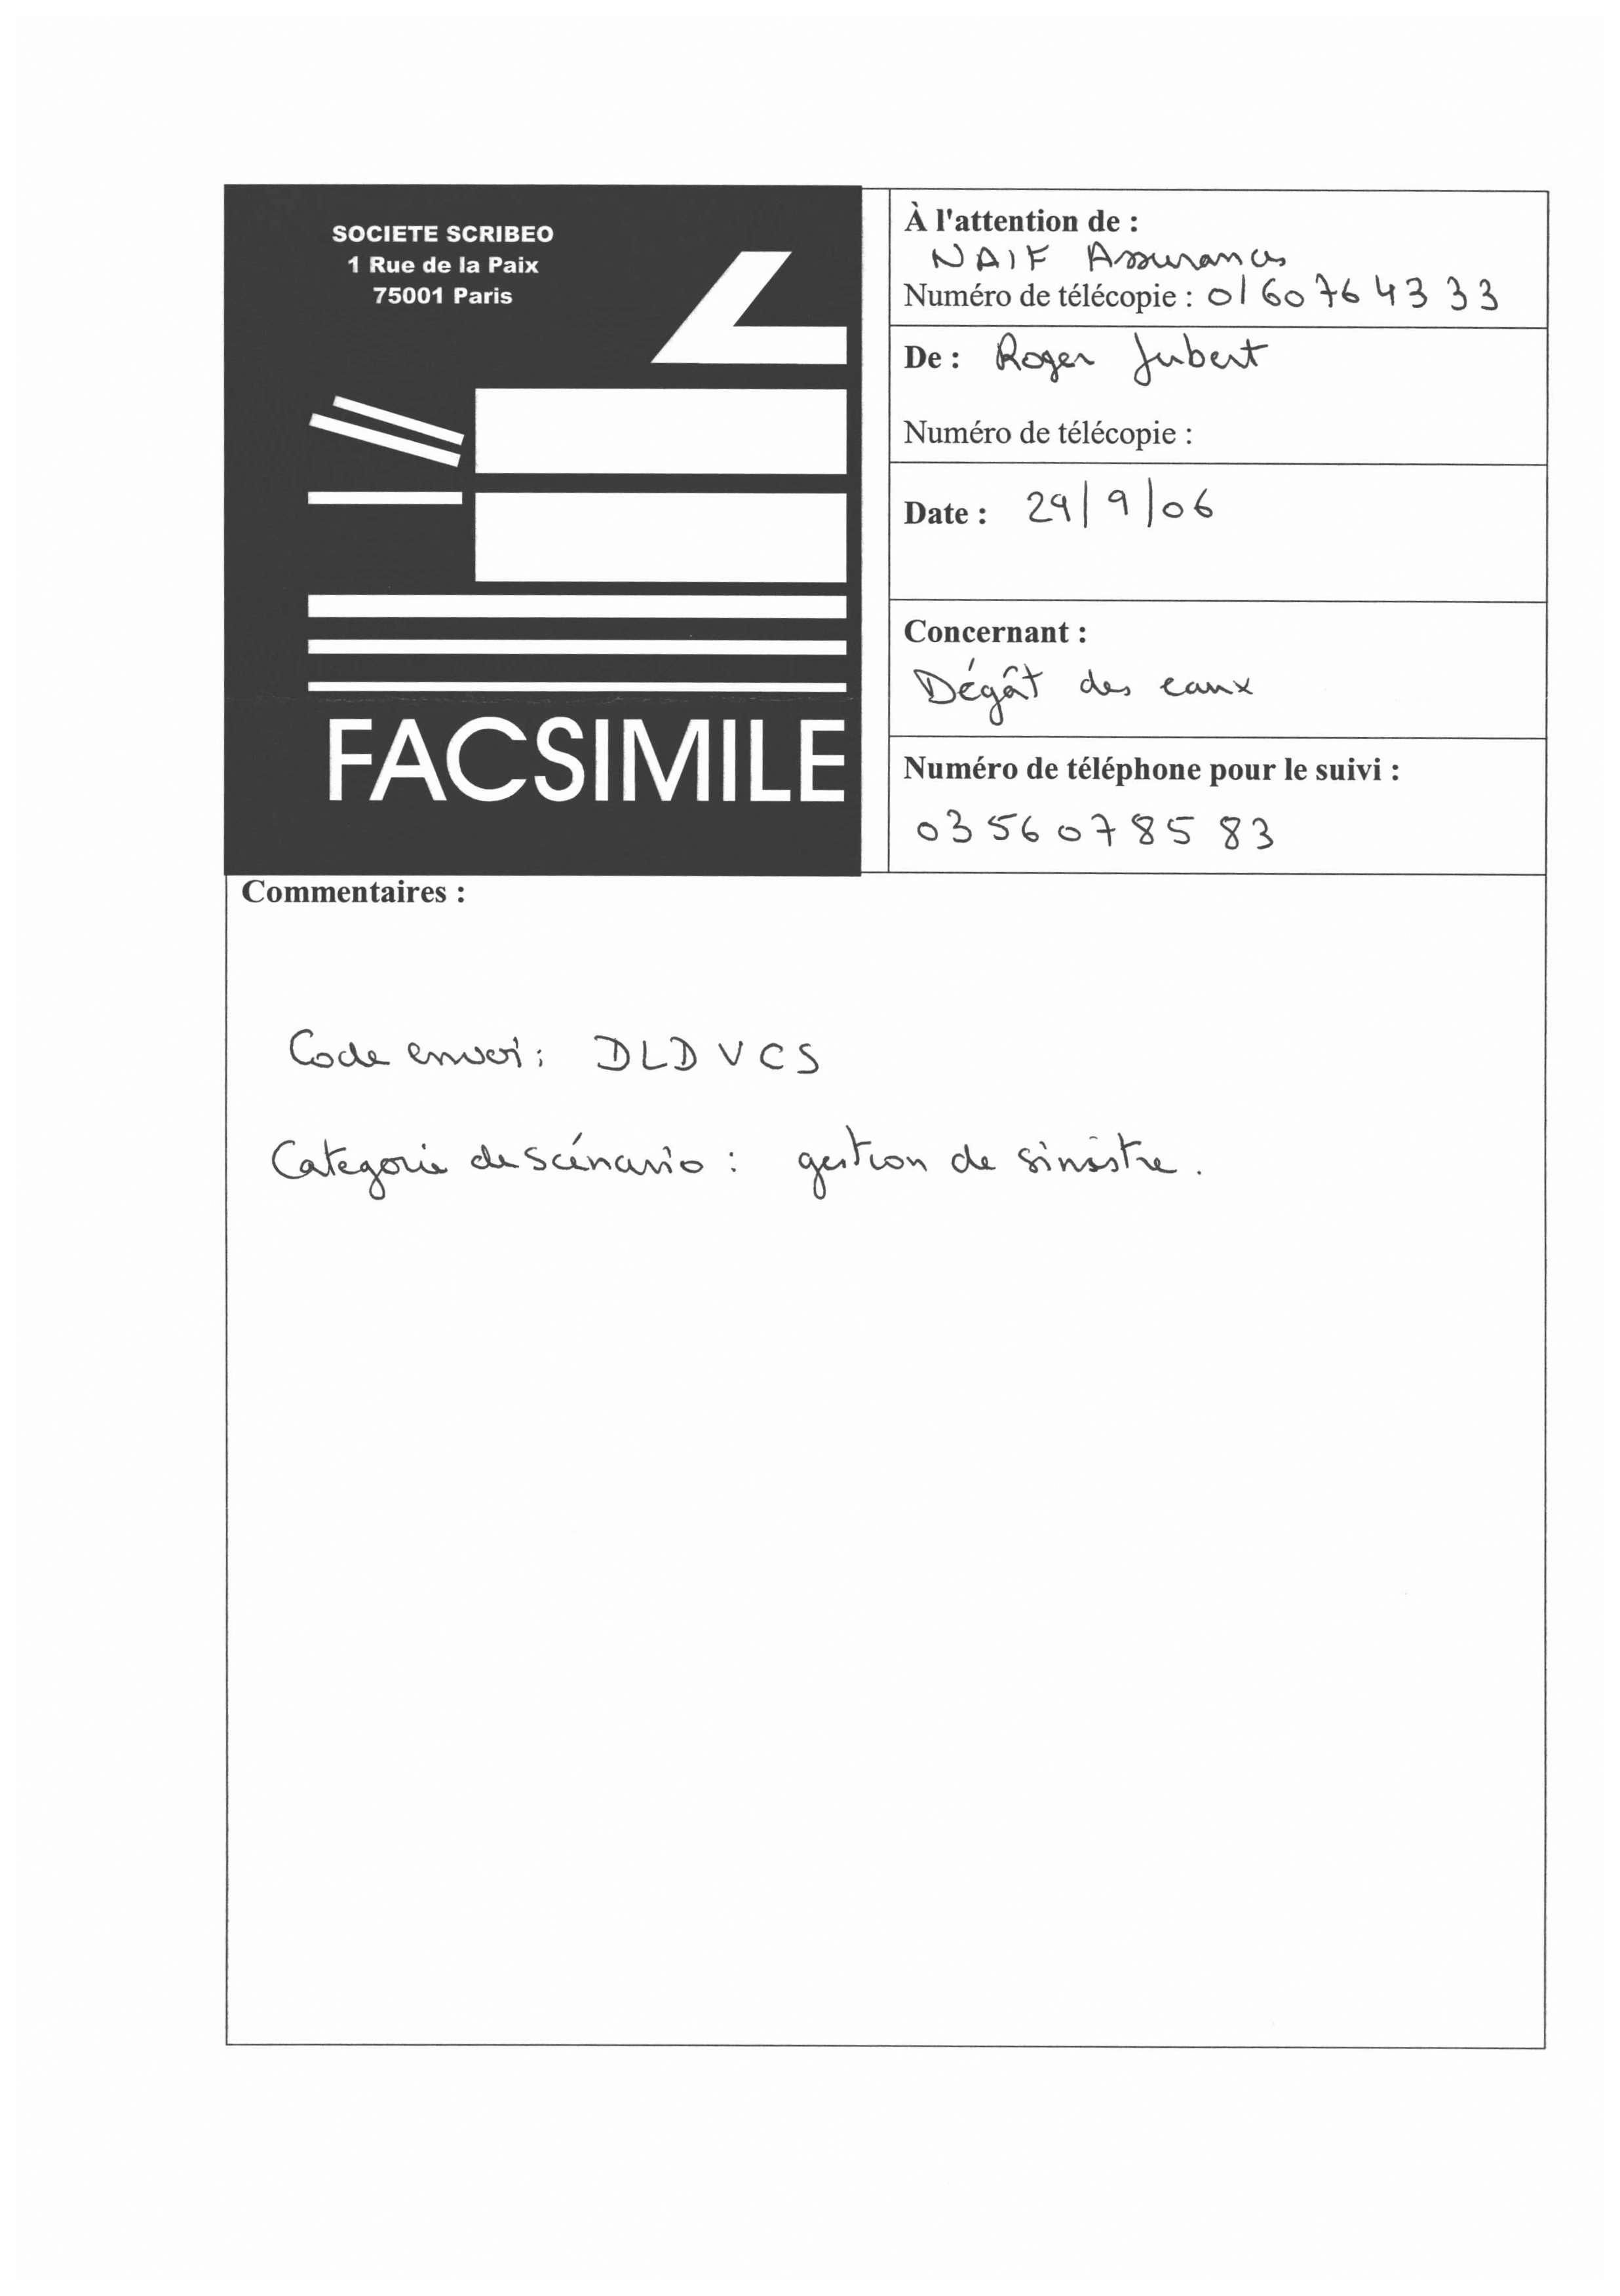 SOCIETE SCRIBEO
1 Rue de la Paix
75001 Paris
FACSIMILE
À l'attention de :
NAIF Assurances
Numéro de télécopie : 01 60 76 43 33
De : Roger Jubert
Numéro de télécopie :
Date : 29/9/06
Concernant :
Dégât des eaux
Numéro de téléphone pour le suivi :
03 56 07 85 83
Commentaires :
Code envoi : DLDVCS
Categorie de scénario : gestion de sinistre.